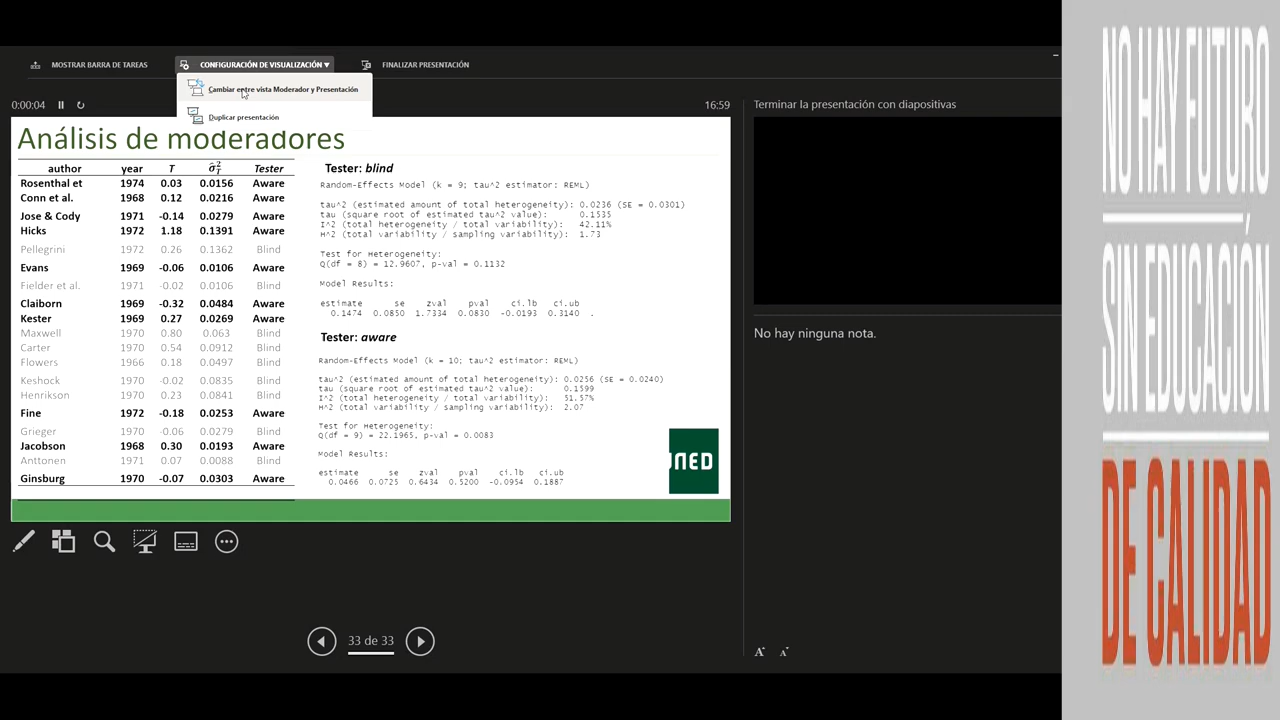 MOSTRAR BARRA DE TAREAS
CONFIGURACIÓN DE VISUALIZACIÓN ▼
FINALIZAR PRESENTACIÓN
Cambiar entre vista Moderador y Presentación
Duplicar presentación
0:00:04
16:59
Análisis de moderadores
author year T σ̂²_T Tester
Rosenthal et 1974 0.03 0.0156 Aware
Conn et al. 1968 0.12 0.0216 Aware
Jose & Cody 1971 -0.14 0.0279 Aware
Hicks 1972 1.18 0.1391 Aware
Pellegrini 1972 0.26 0.1362 Blind
Evans 1969 -0.06 0.0106 Aware
Fielder et al. 1971 -0.02 0.0106 Blind
Claiborn 1969 -0.32 0.0484 Aware
Kester 1969 0.27 0.0269 Aware
Maxwell 1970 0.80 0.063 Blind
Carter 1970 0.54 0.0912 Blind
Flowers 1966 0.18 0.0497 Blind
Keshock 1970 -0.02 0.0835 Blind
Henrikson 1970 0.23 0.0841 Blind
Fine 1972 -0.18 0.0253 Aware
Grieger 1970 -0.06 0.0279 Blind
Jacobson 1968 0.30 0.0193 Aware
Anttonen 1971 0.07 0.0088 Blind
Ginsburg 1970 -0.07 0.0303 Aware
Tester: blind
Random-Effects Model (k = 9; tau^2 estimator: REML)
tau^2 (estimated amount of total heterogeneity): 0.0236 (SE = 0.0301)
tau (square root of estimated tau^2 value): 0.1535
I^2 (total heterogeneity / total variability): 42.11%
H^2 (total variability / sampling variability): 1.73
Test for Heterogeneity:
Q(df = 8) = 12.9607, p-val = 0.1132
Model Results:
estimate se zval pval ci.lb ci.ub
0.1474 0.0850 1.7334 0.0830 -0.0193 0.3140 .
Tester: aware
Random-Effects Model (k = 10; tau^2 estimator: REML)
tau^2 (estimated amount of total heterogeneity): 0.0256 (SE = 0.0240)
tau (square root of estimated tau^2 value): 0.1599
I^2 (total heterogeneity / total variability): 51.57%
H^2 (total variability / sampling variability): 2.07
Test for Heterogeneity:
Q(df = 9) = 22.1965, p-val = 0.0083
Model Results:
estimate se zval pval ci.lb ci.ub
0.0466 0.0725 0.6434 0.5200 -0.0954 0.1887
UNED
33 de 33
Terminar la presentación con diapositivas
No hay ninguna nota.
A A
NO HAY FUTURO
SIN EDUCACIÓN
DE CALIDAD